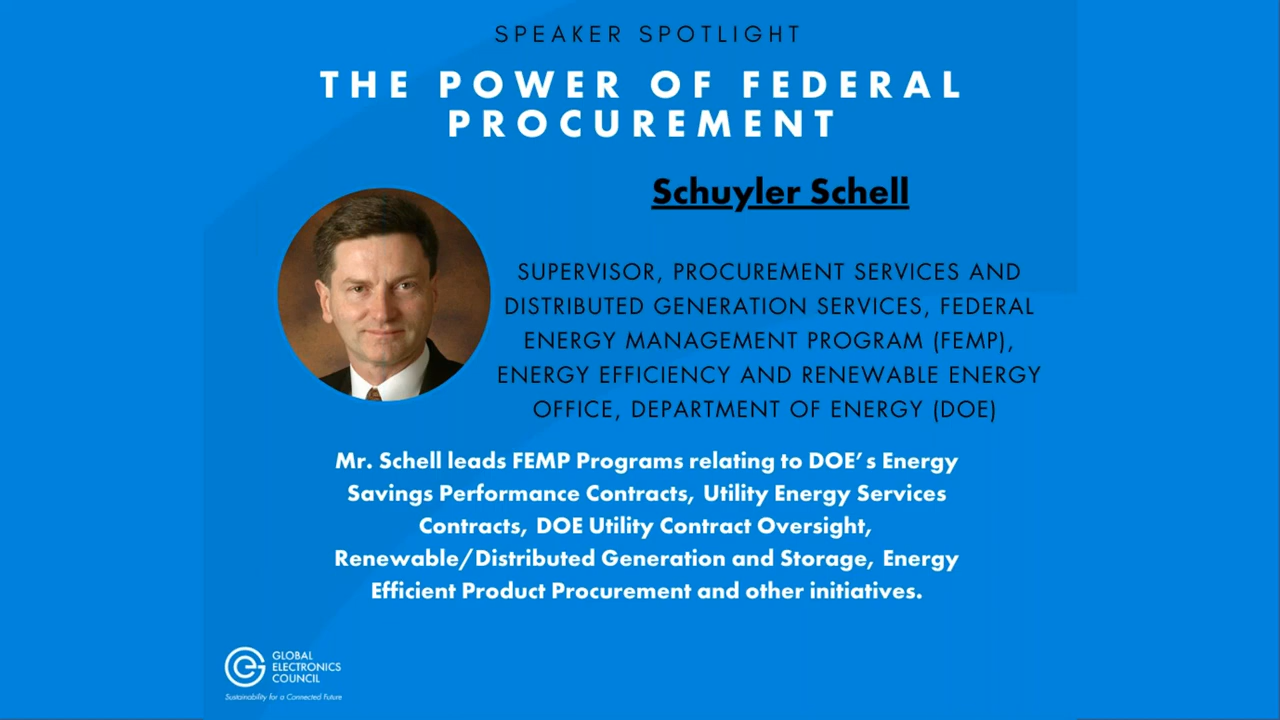 SPEAKER SPOTLIGHT
THE POWER OF FEDERAL
PROCUREMENT
Schuyler Schell
SUPERVISOR, PROCUREMENT SERVICES AND
DISTRIBUTED GENERATION SERVICES, FEDERAL
ENERGY MANAGEMENT PROGRAM (FEMP),
ENERGY EFFICIENCY AND RENEWABLE ENERGY
OFFICE, DEPARTMENT OF ENERGY (DOE)
Mr. Schell leads FEMP Programs relating to DOE's Energy
Savings Performance Contracts, Utility Energy Services
Contracts, DOE Utility Contract Oversight,
Renewable/Distributed Generation and Storage, Energy
Efficient Product Procurement and other initiatives.
GLOBAL
ELECTRONICS
COUNCIL
Sustainability for a Connected Future